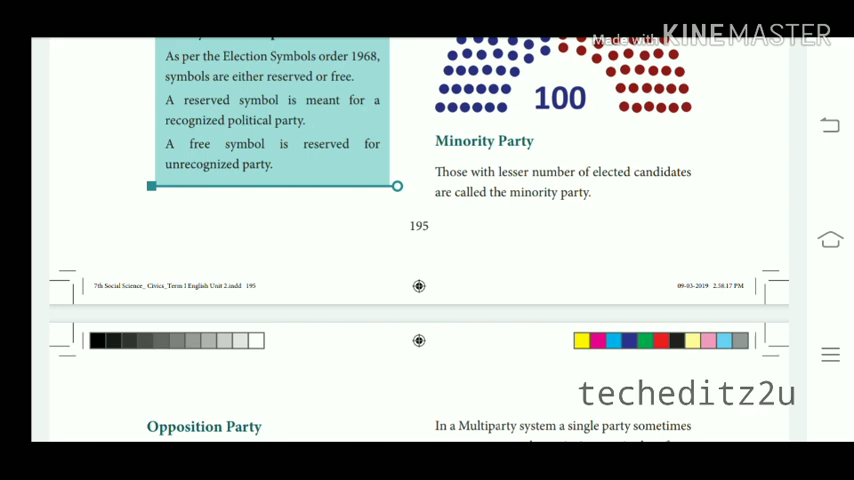 Made with KINEMASTER
As per the Election Symbols order 1968,
symbols are either reserved or free.
A reserved symbol is meant for a
recognized political party.
A free symbol is reserved for
unrecognized party.
100
Minority Party
Those with lesser number of elected candidates
are called the minority party.
195
7th Social Science_ Civics_Term I English Unit 2.indd 195
09-03-2019 2.58.17 PM
techeditz2u
Opposition Party
In a Multiparty system a single party sometimes